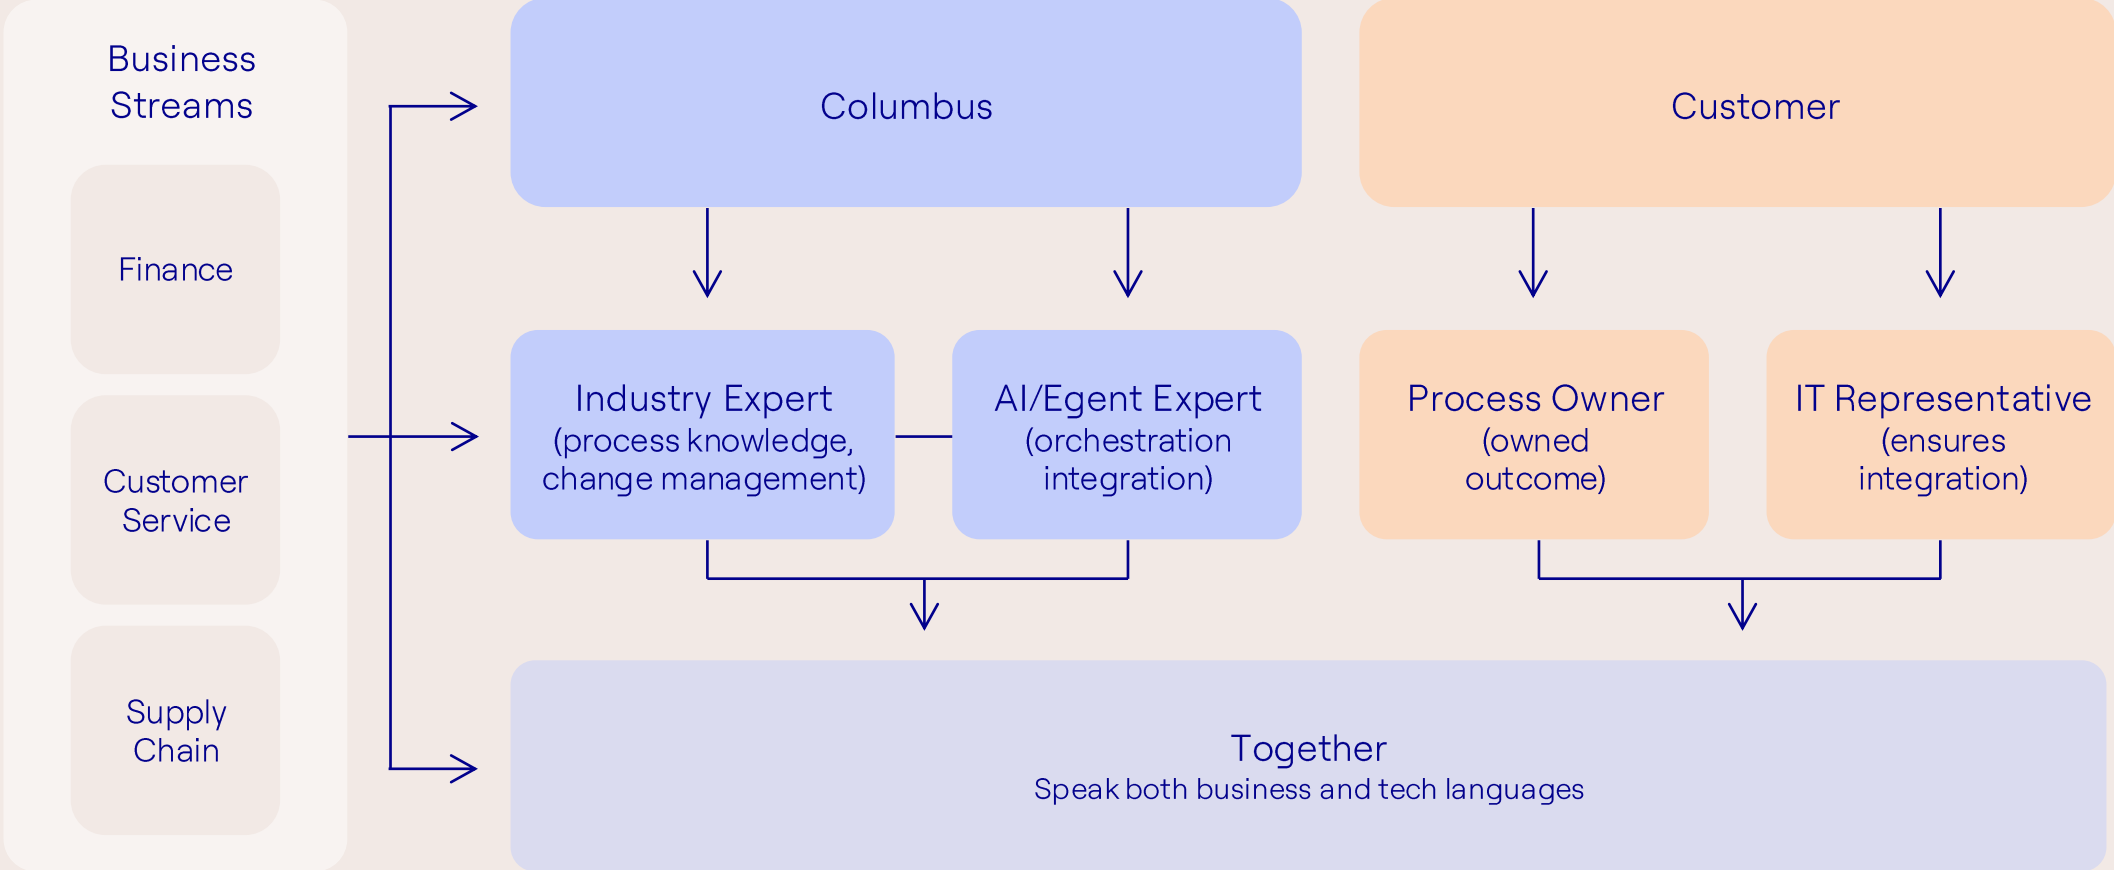 Business
Streams
Finance
Customer
Service
Supply
Chain
Columbus
Customer
Industry Expert
(process knowledge,
change management)
AI/Egent Expert
(orchestration
integration)
Process Owner
(owned
outcome)
IT Representative
(ensures
integration)
Together
Speak both business and tech languages